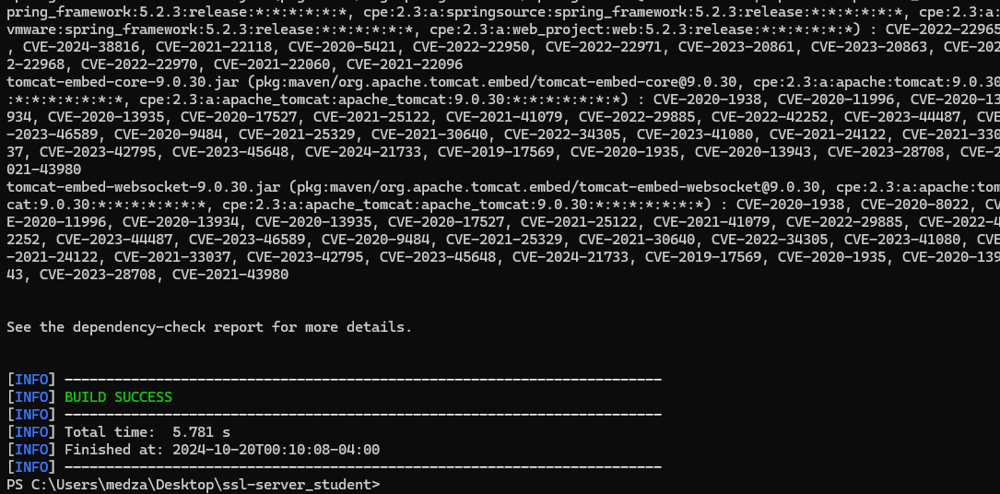 pring_framework:5.2.3:release:*:*:*:*:*:*, cpe:2.3:a:springsource:spring_framework:5.2.3:release:*:*:*:*:*:*, cpe:2.3:a:
vmware:spring_framework:5.2.3:release:*:*:*:*:*:*, cpe:2.3:a:web_project:web:5.2.3:release:*:*:*:*:*:*) : CVE-2022-22965
, CVE-2024-38816, CVE-2021-22118, CVE-2020-5421, CVE-2022-22950, CVE-2022-22971, CVE-2023-20861, CVE-2023-20863, CVE-202
2-22968, CVE-2022-22970, CVE-2021-22060, CVE-2021-22096
tomcat-embed-core-9.0.30.jar (pkg:maven/org.apache.tomcat.embed/tomcat-embed-core@9.0.30, cpe:2.3:a:apache:tomcat:9.0.30
:*:*:*:*:*:*:*, cpe:2.3:a:apache_tomcat:apache_tomcat:9.0.30:*:*:*:*:*:*:*) : CVE-2020-1938, CVE-2020-11996, CVE-2020-13
934, CVE-2020-13935, CVE-2020-17527, CVE-2021-25122, CVE-2021-41079, CVE-2022-29885, CVE-2022-42252, CVE-2023-44487, CVE
-2023-46589, CVE-2020-9484, CVE-2021-25329, CVE-2021-30640, CVE-2022-34305, CVE-2023-41080, CVE-2021-24122, CVE-2021-330
37, CVE-2023-42795, CVE-2023-45648, CVE-2024-21733, CVE-2019-17569, CVE-2020-1935, CVE-2020-13943, CVE-2023-28708, CVE-2
021-43980
tomcat-embed-websocket-9.0.30.jar (pkg:maven/org.apache.tomcat.embed/tomcat-embed-websocket@9.0.30, cpe:2.3:a:apache:tom
cat:9.0.30:*:*:*:*:*:*:*, cpe:2.3:a:apache_tomcat:apache_tomcat:9.0.30:*:*:*:*:*:*:*) : CVE-2020-1938, CVE-2020-8022, CV
E-2020-11996, CVE-2020-13934, CVE-2020-13935, CVE-2020-17527, CVE-2021-25122, CVE-2021-41079, CVE-2022-29885, CVE-2022-4
2252, CVE-2023-44487, CVE-2023-46589, CVE-2020-9484, CVE-2021-25329, CVE-2021-30640, CVE-2022-34305, CVE-2023-41080, CVE
-2021-24122, CVE-2021-33037, CVE-2023-42795, CVE-2023-45648, CVE-2024-21733, CVE-2019-17569, CVE-2020-1935, CVE-2020-139
43, CVE-2023-28708, CVE-2021-43980
See the dependency-check report for more details.
[INFO] ------------------------------------------------------------------------
[INFO] BUILD SUCCESS
[INFO] ------------------------------------------------------------------------
[INFO] Total time:  5.781 s
[INFO] Finished at: 2024-10-20T00:10:08-04:00
[INFO] ------------------------------------------------------------------------
PS C:\Users\medza\Desktop\ssl-server_student>